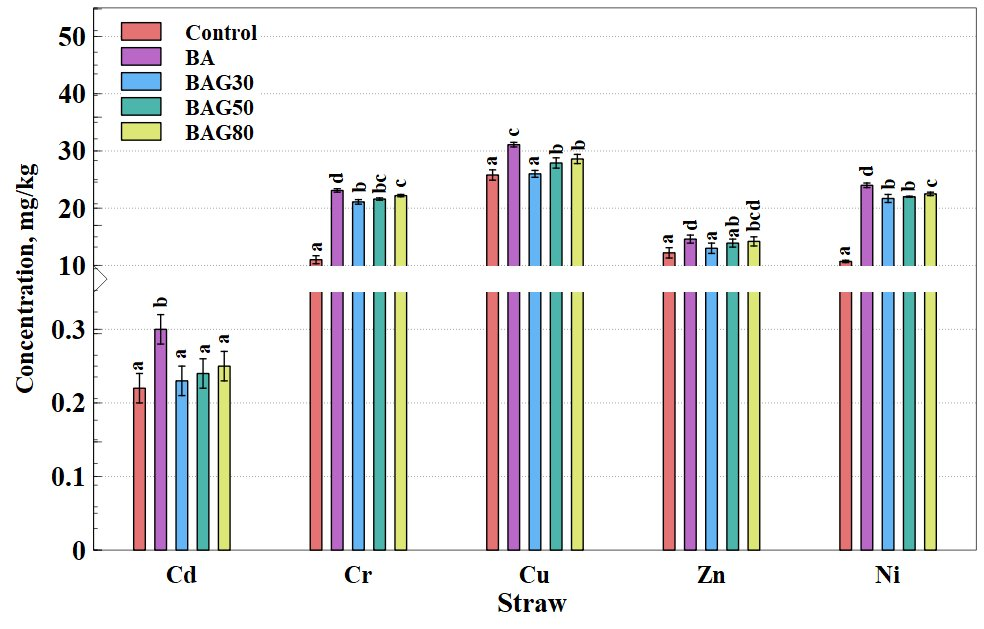 Concentration, mg/kg
50
40
30
20
10
0.3
0.2
0.1
0
Control
BA
BAG30
BAG50
BAG80
a b a a a
a d b bc c
a c a b b
a d a ab bcd
a d b b c
Cd Cr Cu Zn Ni
Straw